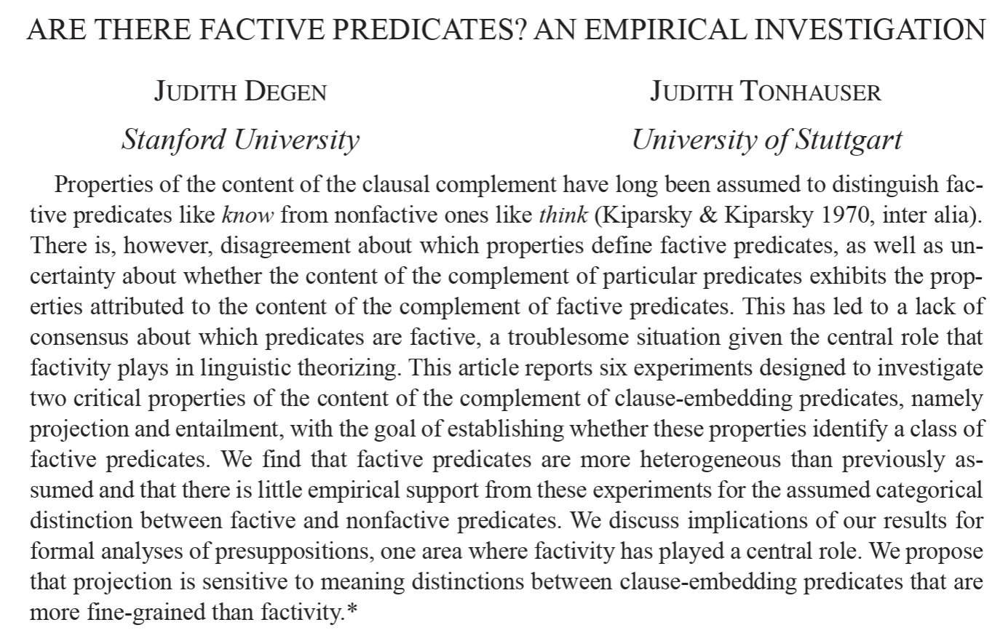 ARE THERE FACTIVE PREDICATES? AN EMPIRICAL INVESTIGATION
Judith Degen
Judith Tonhauser
Stanford University
University of Stuttgart
Properties of the content of the clausal complement have long been assumed to distinguish fac-
tive predicates like know from nonfactive ones like think (Kiparsky & Kiparsky 1970, inter alia).
There is, however, disagreement about which properties define factive predicates, as well as un-
certainty about whether the content of the complement of particular predicates exhibits the prop-
erties attributed to the content of the complement of factive predicates. This has led to a lack of
consensus about which predicates are factive, a troublesome situation given the central role that
factivity plays in linguistic theorizing. This article reports six experiments designed to investigate
two critical properties of the content of the complement of clause-embedding predicates, namely
projection and entailment, with the goal of establishing whether these properties identify a class of
factive predicates. We find that factive predicates are more heterogeneous than previously as-
sumed and that there is little empirical support from these experiments for the assumed categorical
distinction between factive and nonfactive predicates. We discuss implications of our results for
formal analyses of presuppositions, one area where factivity has played a central role. We propose
that projection is sensitive to meaning distinctions between clause-embedding predicates that are
more fine-grained than factivity.*